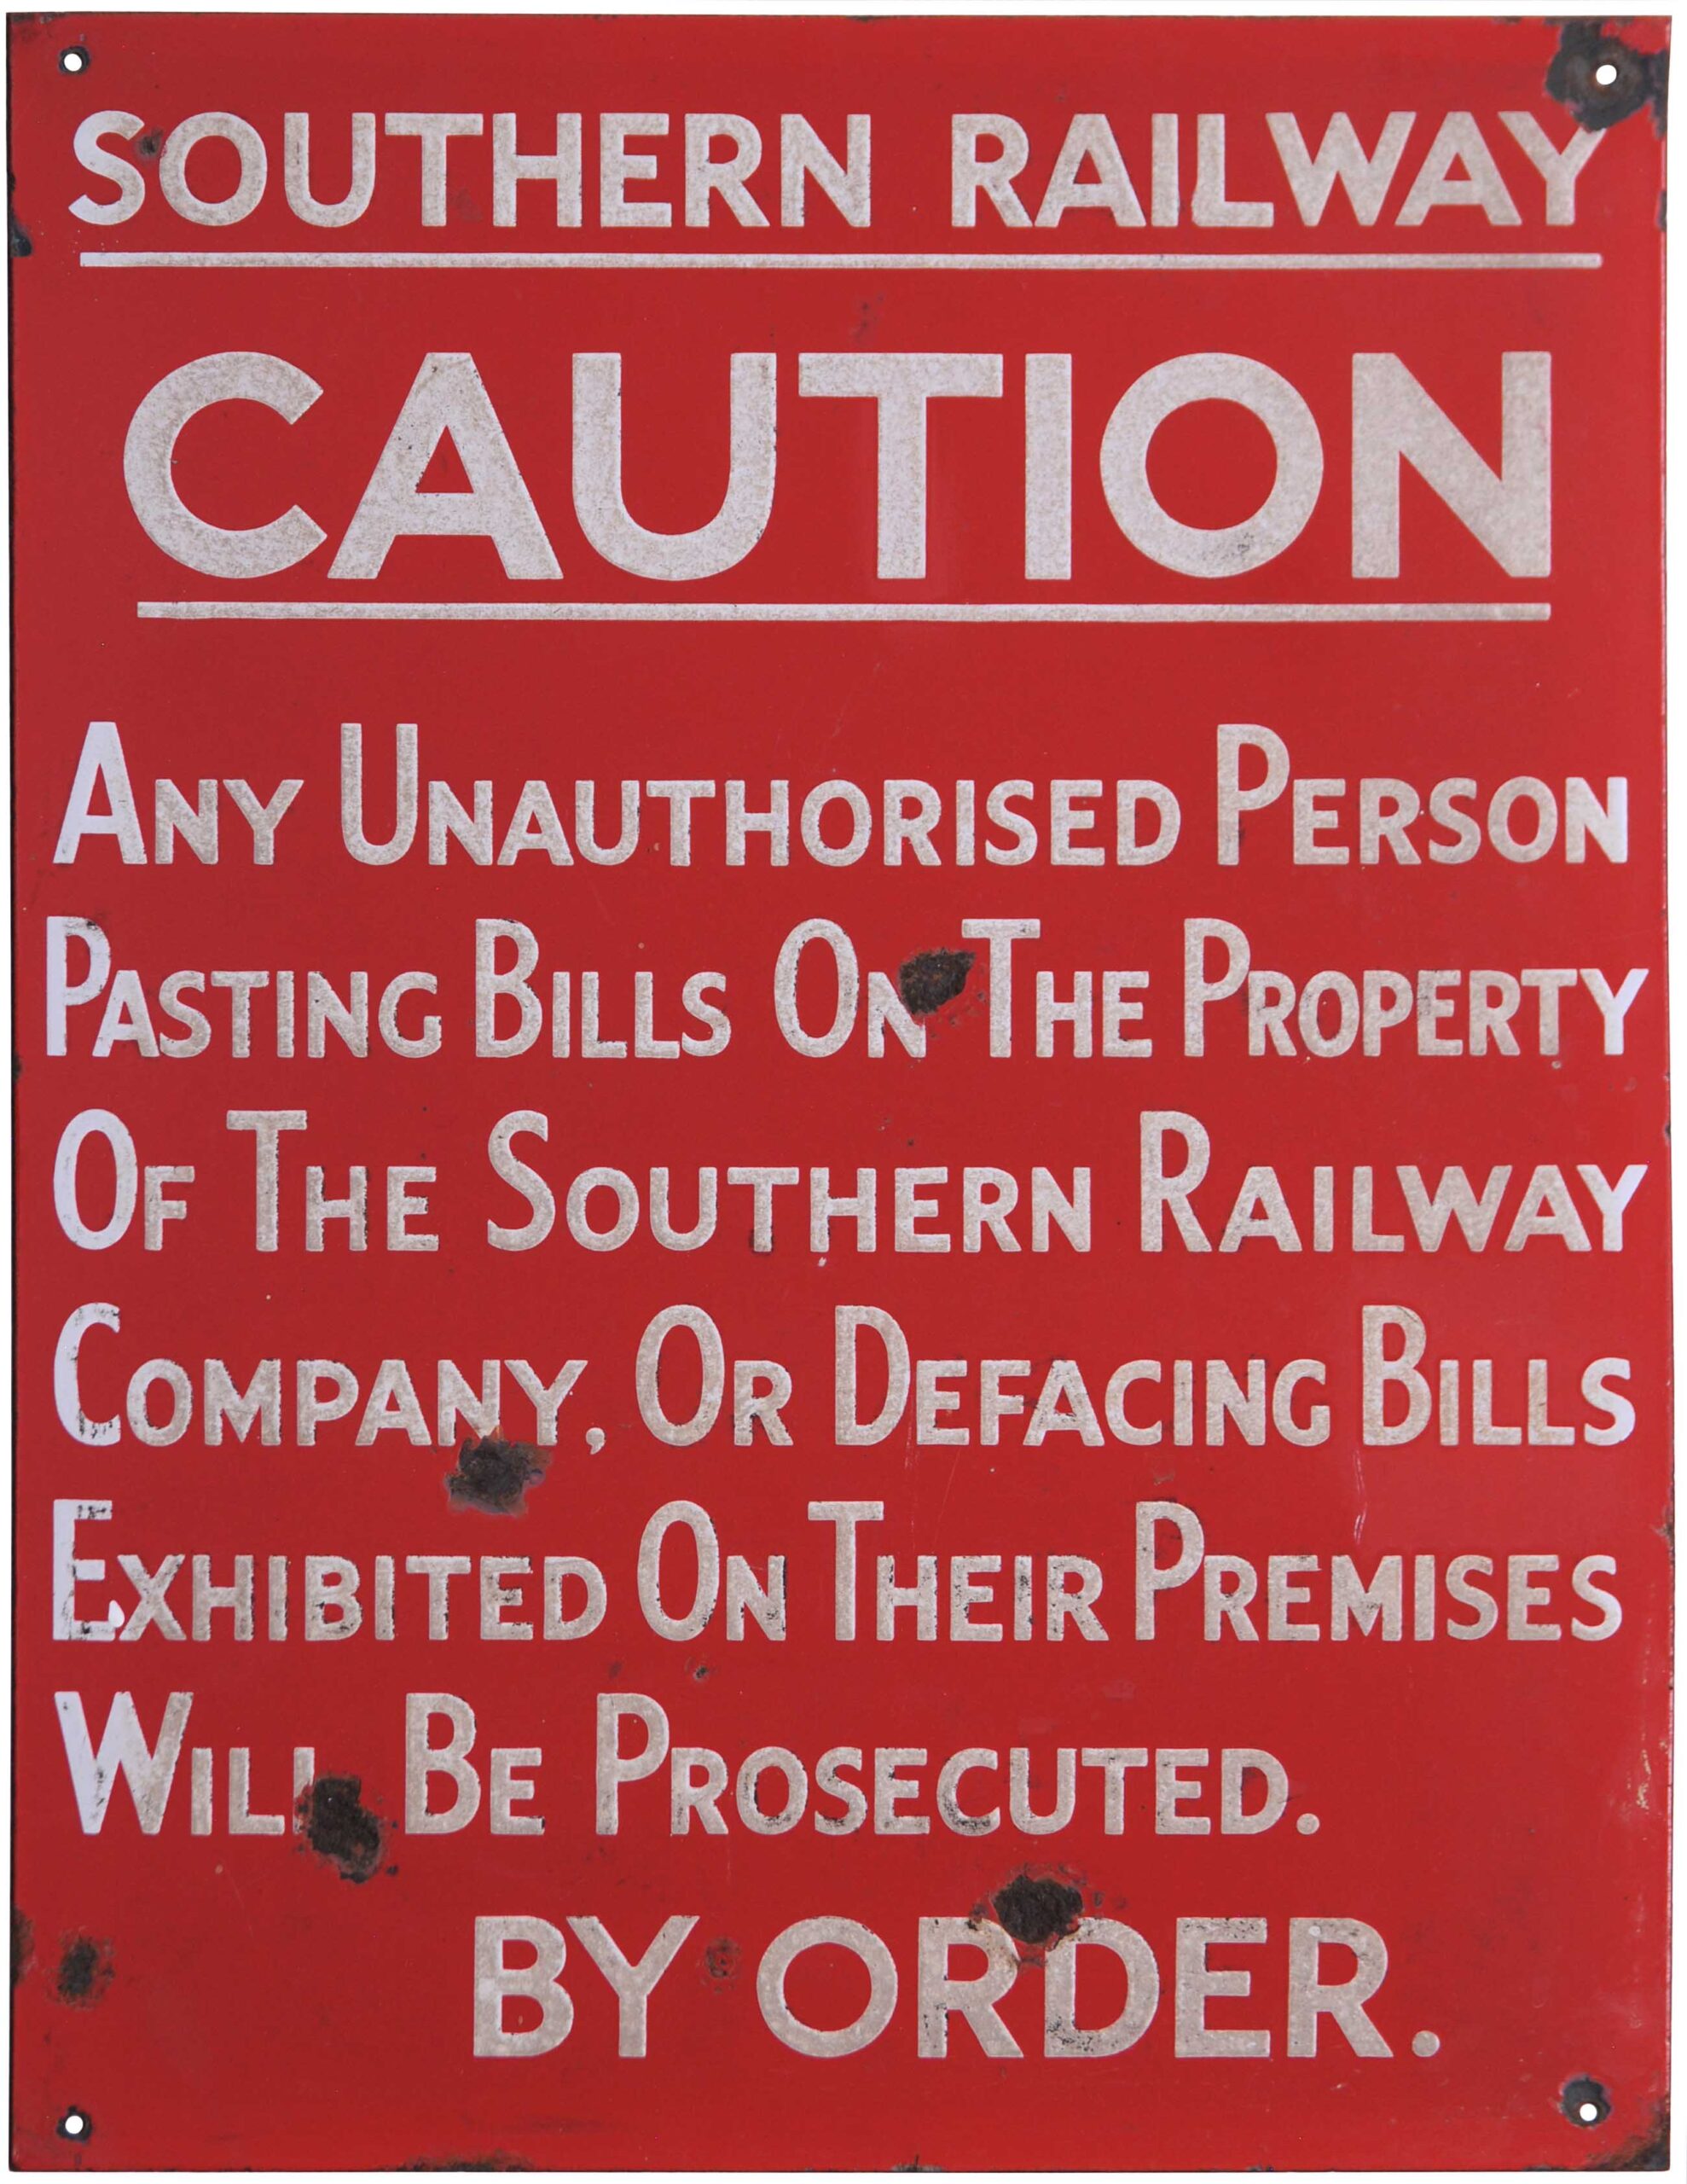 SOUTHERN RAILWAY
CAUTION
ANY UNAUTHORISED PERSON
PASTING BILLS ON THE PROPERTY
OF THE SOUTHERN RAILWAY
COMPANY, OR DEFACING BILLS
EXHIBITED ON THEIR PREMISES
WILL BE PROSECUTED.
BY ORDER.